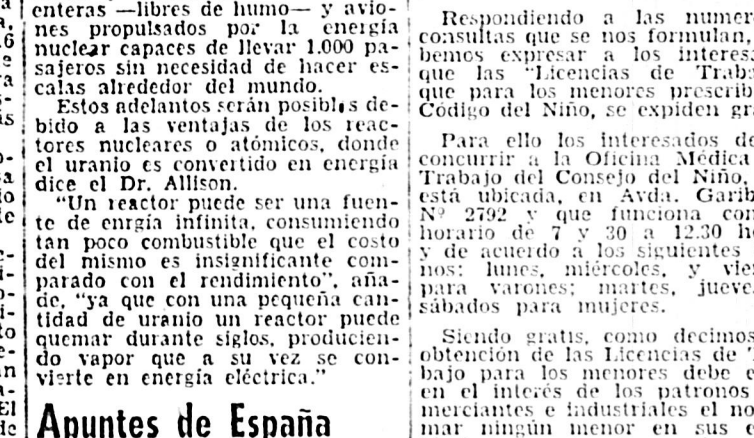 enteras —libres de humo— y avio-
nes propulsados por la energía
nuclear capaces de llevar 1.000 pa-
sajeros sin necesidad de hacer es-
calas alrededor del mundo.
Estos adelantos serán posibles de-
bido a las ventajas de los reac-
tores nucleares o atómicos, donde
el uranio es convertido en energía
dice el Dr. Allison.
"Un reactor puede ser una fuen-
te de enrgía infinita, consumiendo
tan poco combustible que el costo
del mismo es insignificante com-
parado con el rendimiento", aña-
de, "ya que con una pequeña can-
tidad de uranio un reactor puede
quemar durante siglos, producien-
do vapor que a su vez se con-
vierte en energía eléctrica."
Apuntes de España
Respondiendo a las numer
consultas que se nos formulan,
bemos expresar a los interes
que las "Licencias de Trab
que para los menores prescrib
Código del Niño, se expiden gr
Para ello los interesados de
concurrir a la Oficina Médica
Trabajo del Consejo del Niño,
está ubicada, en Avda. Garib
Nº 2792 y que funciona con
horario de 7 y 30 a 12.30 h
y de acuerdo a los siguientes
nos: lunes, miércoles, y vie
para varones; martes, jueve
sábados para mujeres.
Siendo gratis, como decimos
obtención de las Licencias de
bajo para los menores debe e
en el interés de los patronos
merciantes e industriales el no
mar ningún menor en sus